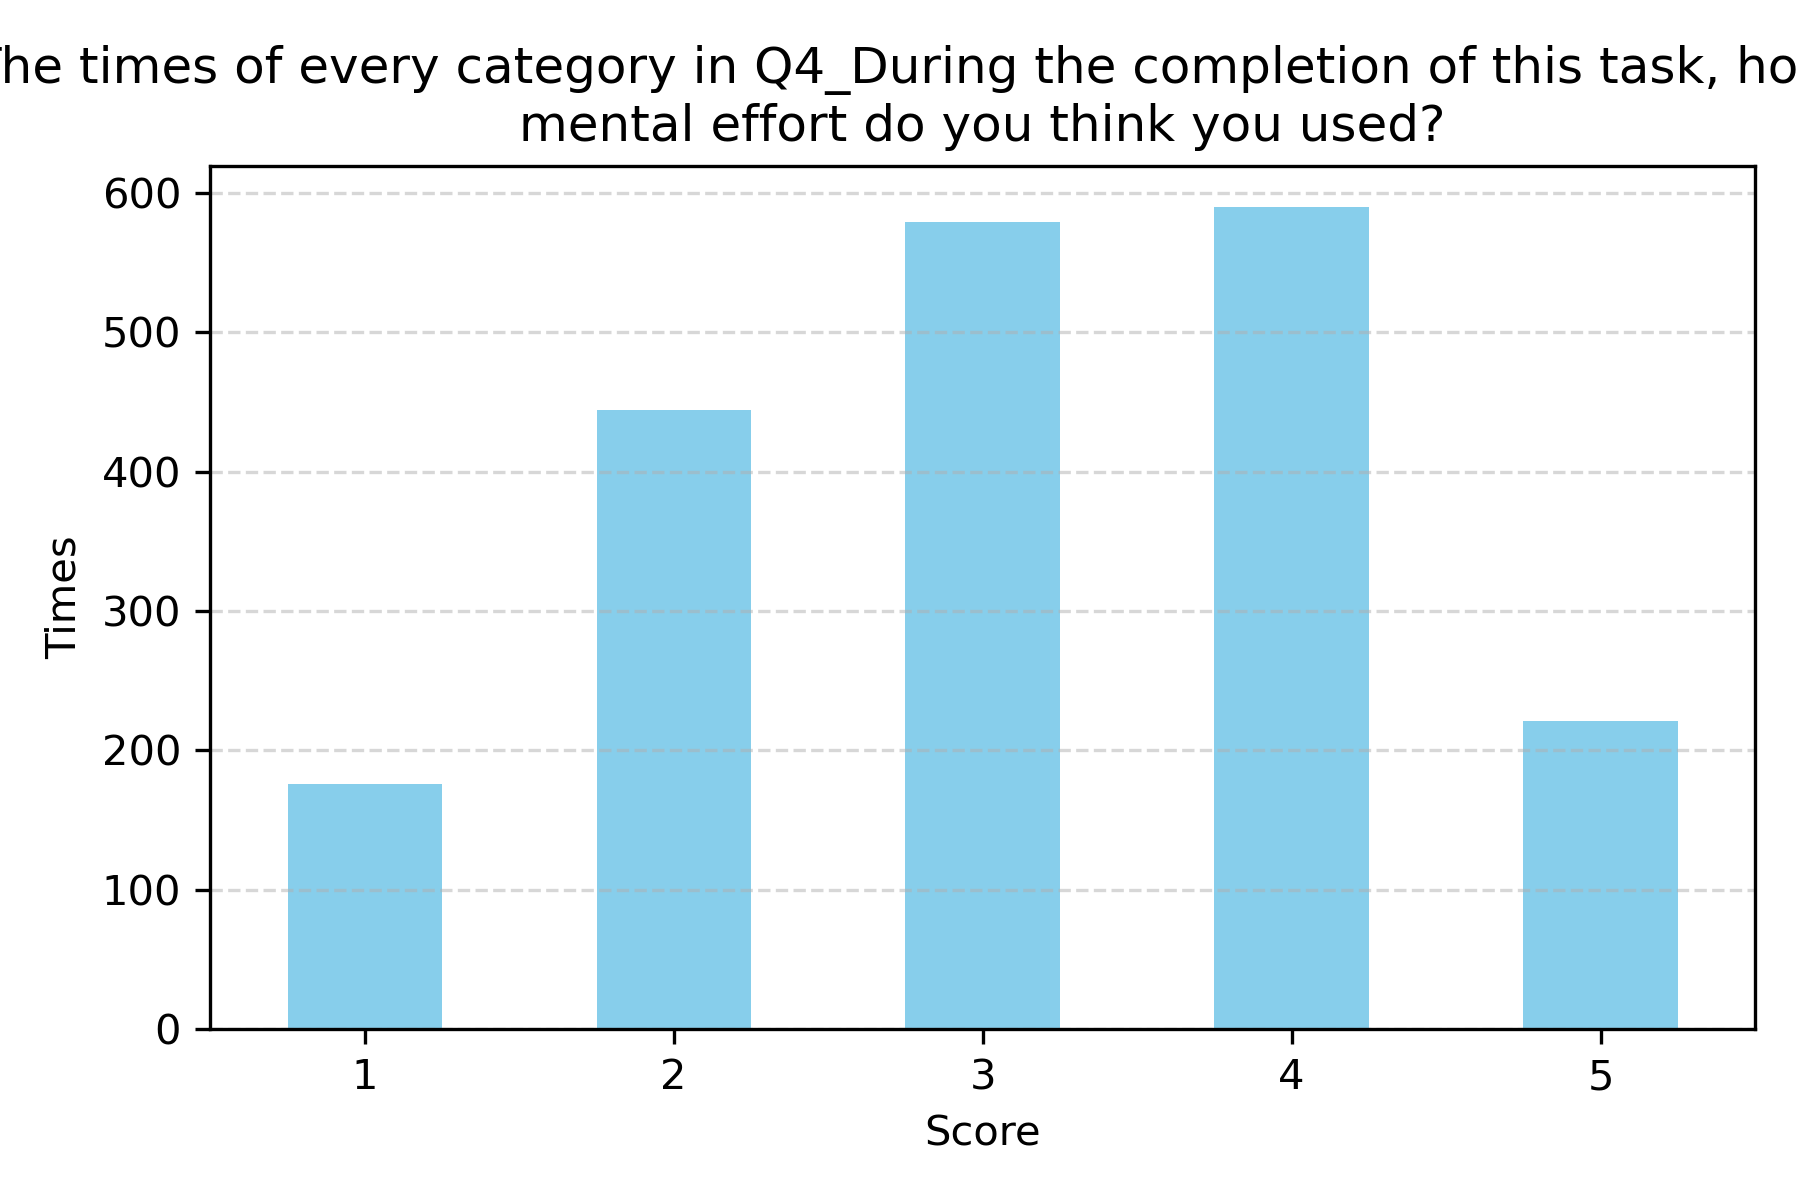 he times of every category in Q4_During the completion of this task, ho
mental effort do you think you used?
600
500
400
300
200
100
0
Times
1 2 3 4 5
Score